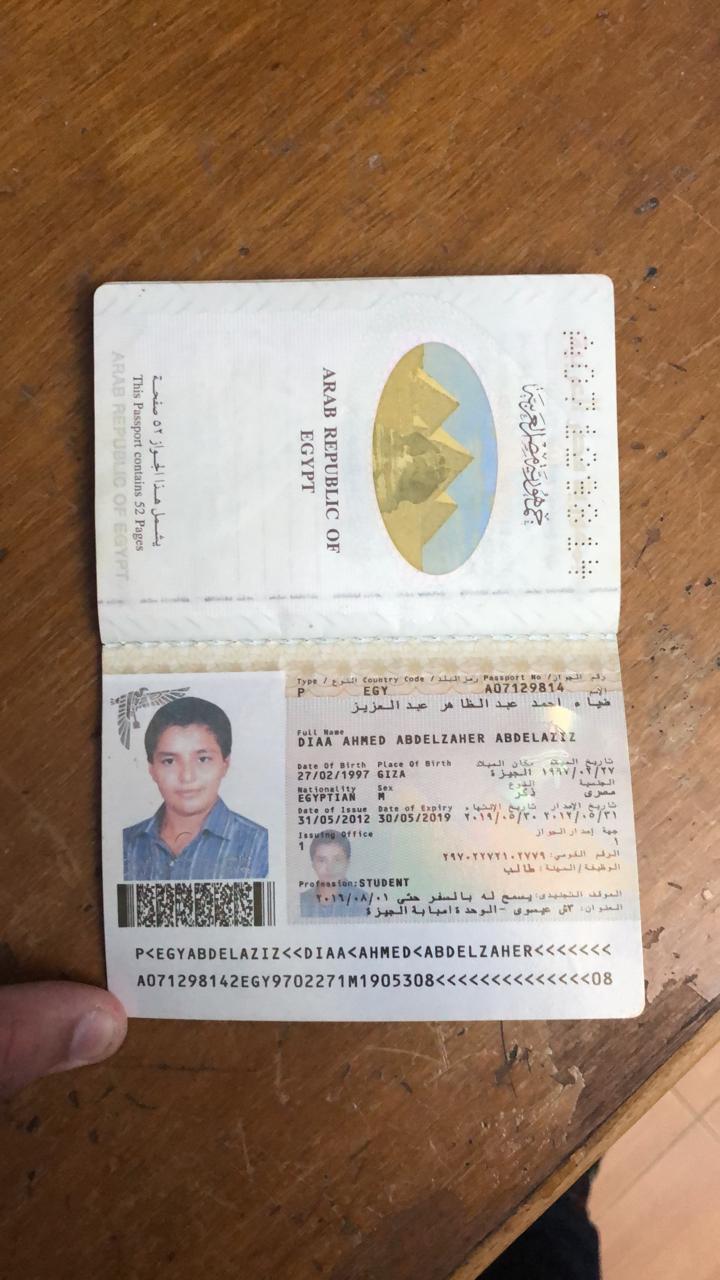 جمهورية مصر العربية
ARAB REPUBLIC OF
EGYPT
يشمل هذا الجواز ٥٢ صفحة
This Passport contains 52 Pages
ARAB REPUBLIC OF EGYPT
Type / النوع Country Code / رمز البلد Passport No / رقم الجواز
P EGY A07129814
ضياء احمد عبد الظاهر عبد العزيز
Full Name
DIAA AHMED ABDELZAHER ABDELAZIZ
Date Of Birth Place Of Birth مكان الميلاد تاريخ الميلاد
27/02/1997 GIZA الجيزة ١٩٩٧/٠٢/٢٧
Nationality Sex النوع الجنسية
EGYPTIAN M ذكر مصرى
Date of Issue Date of Expiry تاريخ الإنتهاء تاريخ الإصدار
31/05/2012 30/05/2019 ٢٠١٩/٠٥/٣٠ ٢٠١٢/٠٥/٣١
Issuing Office جهة إصدار الجواز
1 ١
الرقم القومى: ٢٩٧٠٢٢٧٢١٠٢٧٧٩
الوظيفة/المهنة: طالب
Profession:STUDENT
الموقف التجنيدى: يسمح له بالسفر حتى ٢٠١٦/٠٨/٠١
العنوان: ٣ش عيسوى -الوحدة امبابة الجيزة
P<EGYABDELAZIZ<<DIAA<AHMED<ABDELZAHER<<<<<<<
A071298142EGY9702271M1905308<<<<<<<<<<<<<<08